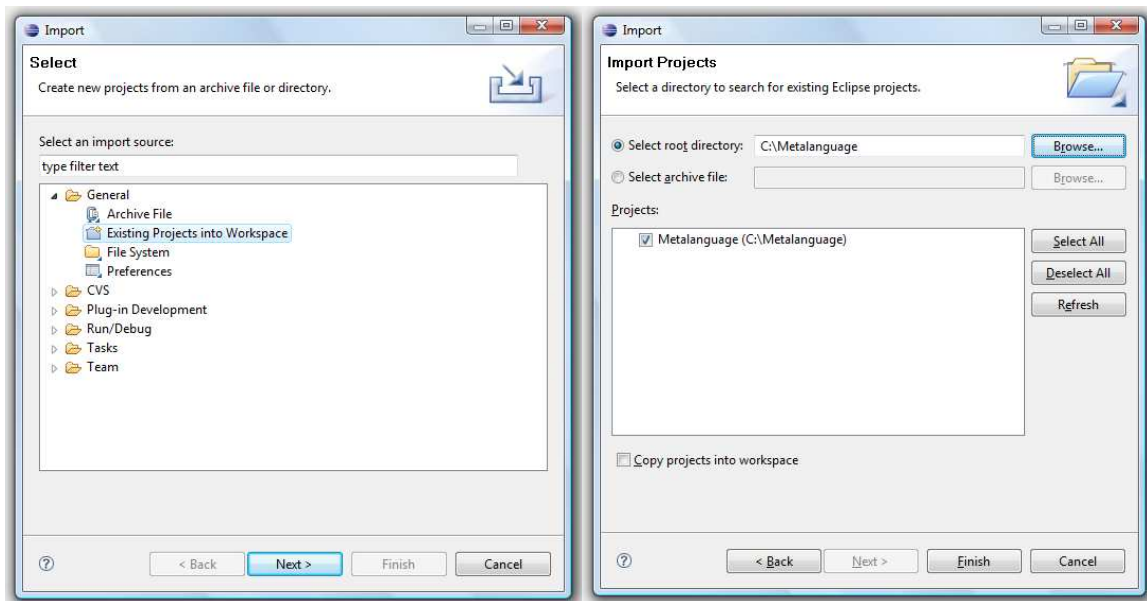 Import
Select
Create new projects from an archive file or directory.
Select an import source:
type filter text
General
Archive File
Existing Projects into Workspace
File System
Preferences
CVS
Plug-in Development
Run/Debug
Tasks
Team
< Back
Next >
Finish
Cancel
Import
Import Projects
Select a directory to search for existing Eclipse projects.
Select root directory: C:\Metalanguage Browse...
Select archive file: Browse...
Projects:
Metalanguage (C:\Metalanguage)
Select All
Deselect All
Refresh
Copy projects into workspace
< Back
Next >
Finish
Cancel